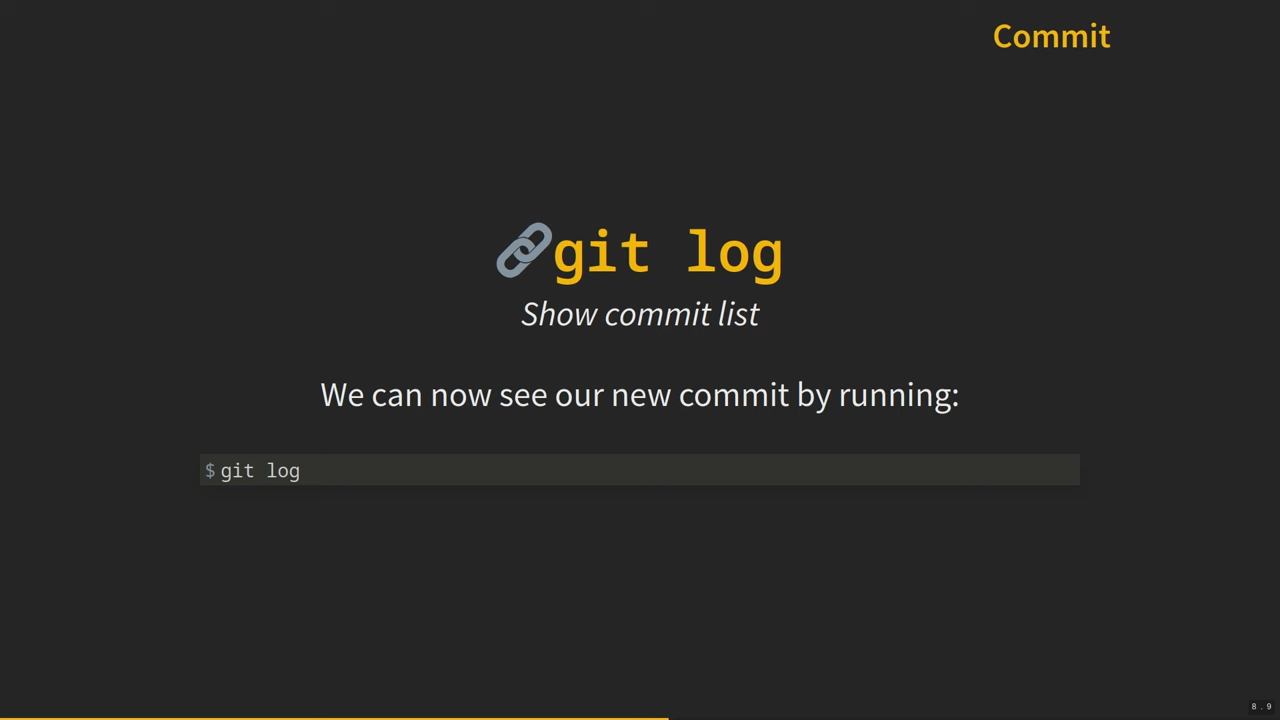 Commit
🔗git log
Show commit list
We can now see our new commit by running:
$ git log
8.9